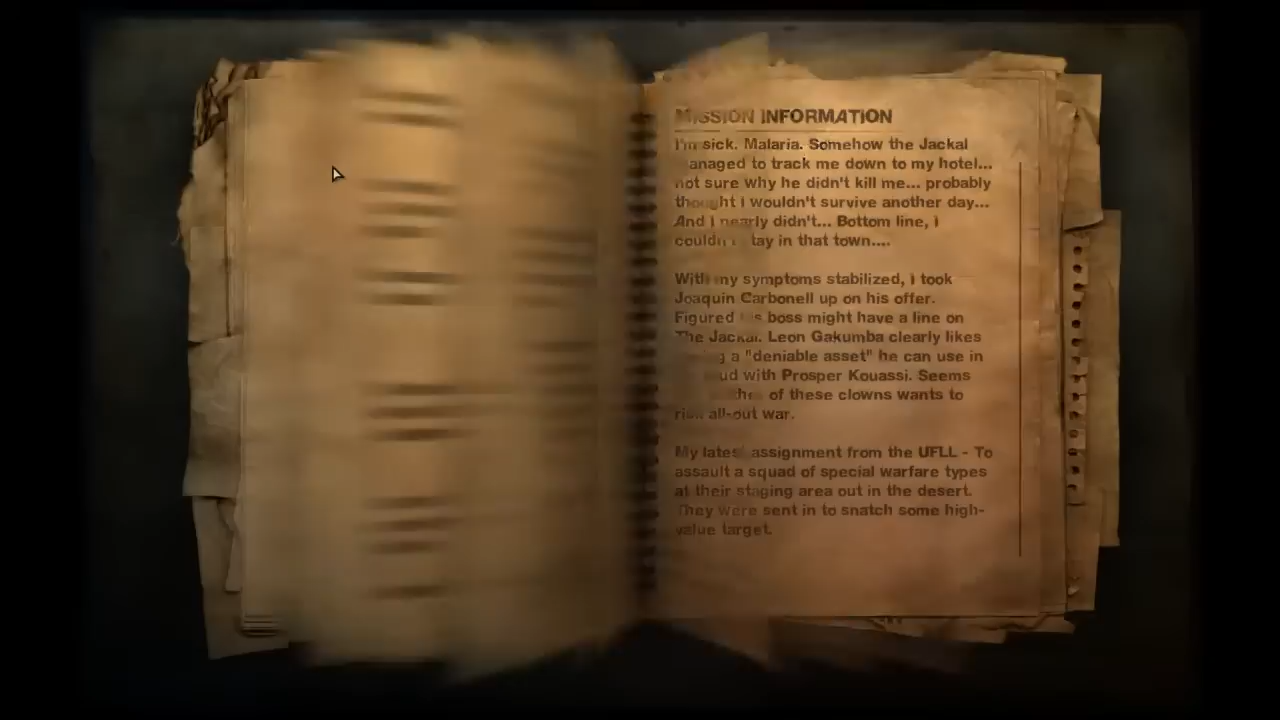 MISSION INFORMATION
I'm sick. Malaria. Somehow the Jackal
managed to track me down to my hotel...
not sure why he didn't kill me... probably
thought I wouldn't survive another day...
And I nearly didn't... Bottom line, I
couldn't stay in that town....
With my symptoms stabilized, I took
Joaquin Carbonell up on his offer.
Figured his boss might have a line on
The Jackal. Leon Gakumba clearly likes
a "deniable asset" he can use in
with Prosper Kouassi. Seems
of these clowns wants to
risk all-out war.
My latest assignment from the UFLL - To
assault a squad of special warfare types
at their staging area out in the desert.
They were sent in to snatch some high-
value target.